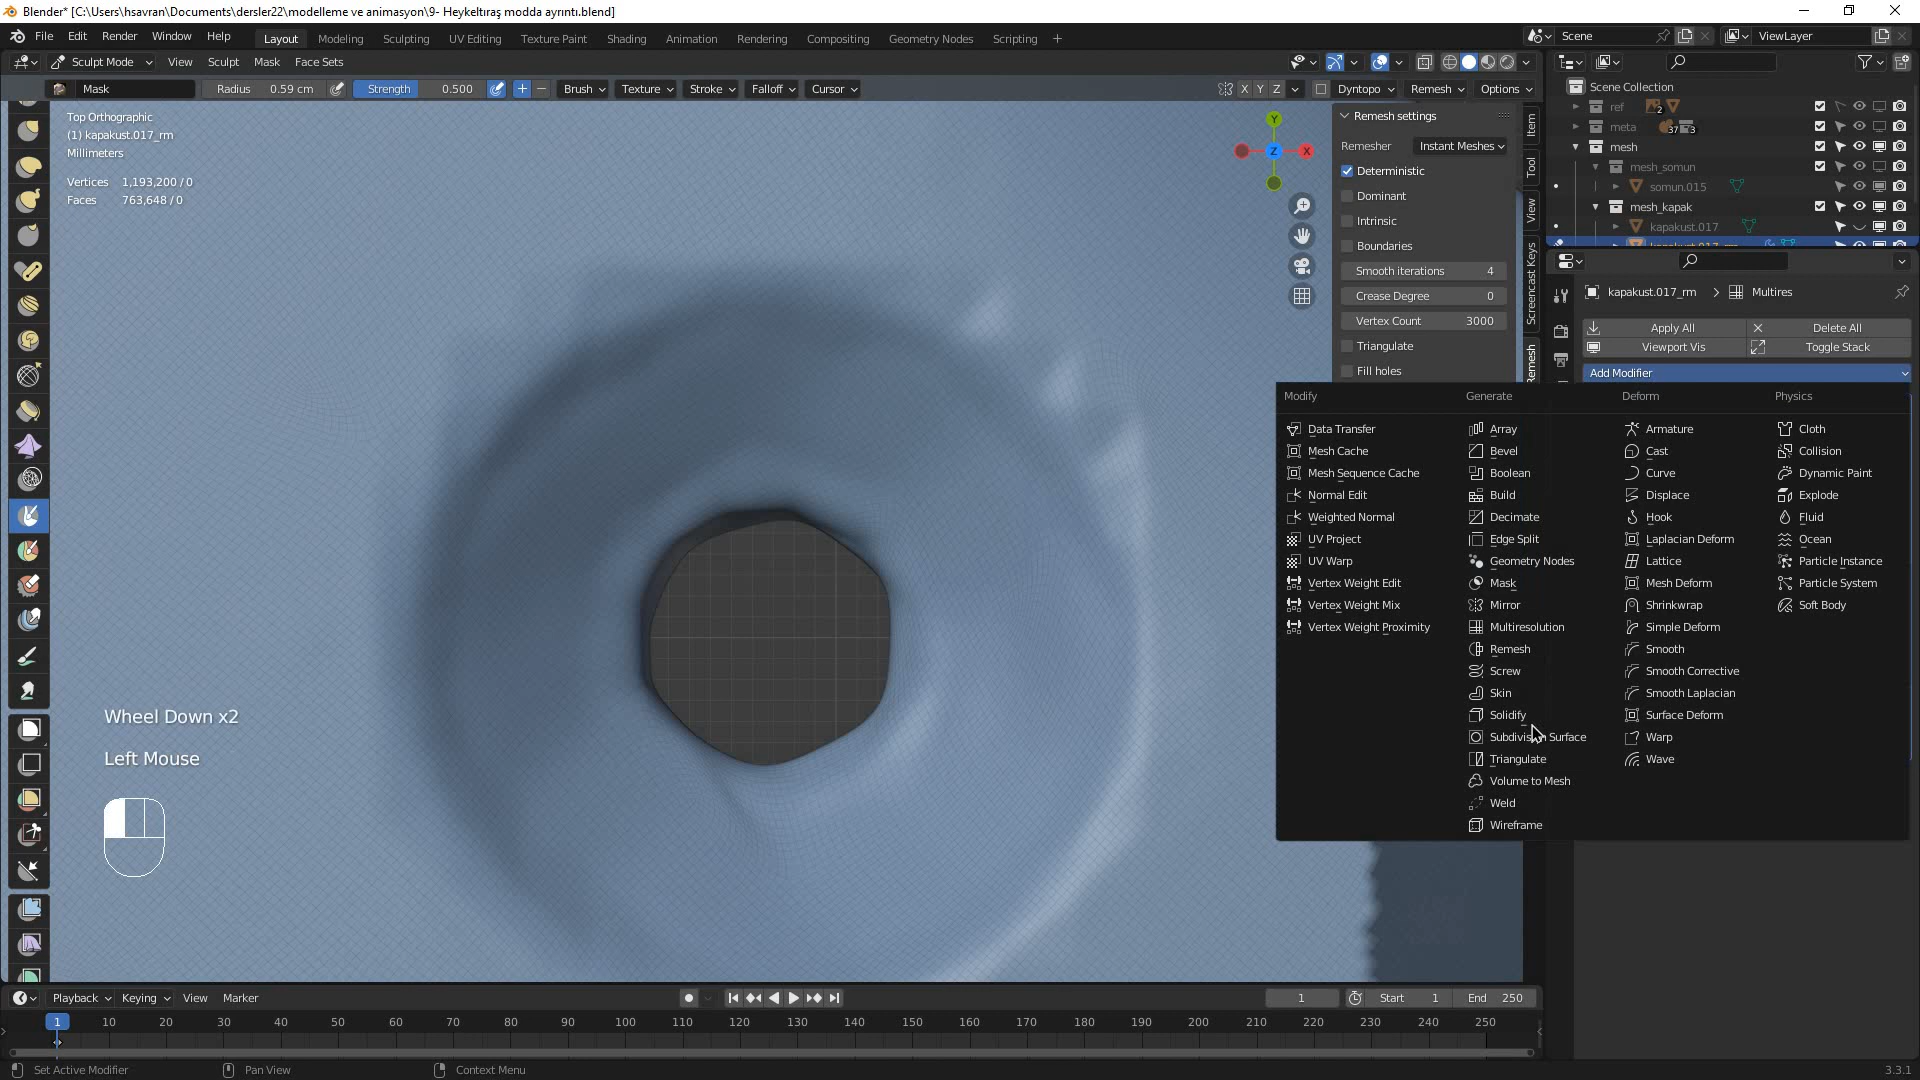 Blender* [C:\Users\hsavran\Documents\dersler22\modelleme ve animasyon\9- Heykeltıraş modda ayrıntı.blend]
File Edit Render Window Help Layout Modeling Sculpting UV Editing Texture Paint Shading Animation Rendering Compositing Geometry Nodes Scripting + Scene ViewLayer
Sculpt Mode View Sculpt Mask Face Sets
Mask Radius 0.59 cm Strength 0.500 Brush Texture Stroke Falloff Cursor X Y Z Dyntopo Remesh Options
Top Orthographic
(1) kapakust.017_rm
Millimeters
Vertices 1,193,200 / 0
Faces 763,648 / 0
Y
Z
X
Remesh settings
Remesher Instant Meshes
Deterministic
Dominant
Intrinsic
Boundaries
Smooth iterations 4
Crease Degree 0
Vertex Count 3000
Triangulate
Fill holes
Item
Tool
View
Screencast Keys
Remesh
Scene Collection
ref 2
meta 37 3
mesh
mesh_somun
somun.015
mesh_kapak
kapakust.017
kapakust.017_rm
kapakust.017_rm Multires
Apply All Delete All
Viewport Vis Toggle Stack
Add Modifier
Modify
Data Transfer
Mesh Cache
Mesh Sequence Cache
Normal Edit
Weighted Normal
UV Project
UV Warp
Vertex Weight Edit
Vertex Weight Mix
Vertex Weight Proximity
Generate
Array
Bevel
Boolean
Build
Decimate
Edge Split
Geometry Nodes
Mask
Mirror
Multiresolution
Remesh
Screw
Skin
Solidify
Subdivision Surface
Triangulate
Volume to Mesh
Weld
Wireframe
Deform
Armature
Cast
Curve
Displace
Hook
Laplacian Deform
Lattice
Mesh Deform
Shrinkwrap
Simple Deform
Smooth
Smooth Corrective
Smooth Laplacian
Surface Deform
Warp
Wave
Physics
Cloth
Collision
Dynamic Paint
Explode
Fluid
Ocean
Particle Instance
Particle System
Soft Body
Wheel Down x2
Left Mouse
Playback Keying View Marker 1 Start 1 End 250
1 10 20 30 40 50 60 70 80 90 100 110 120 130 140 150 160 170 180 190 200 210 220 230 240 250
Set Active Modifier Pan View Context Menu 3.3.1